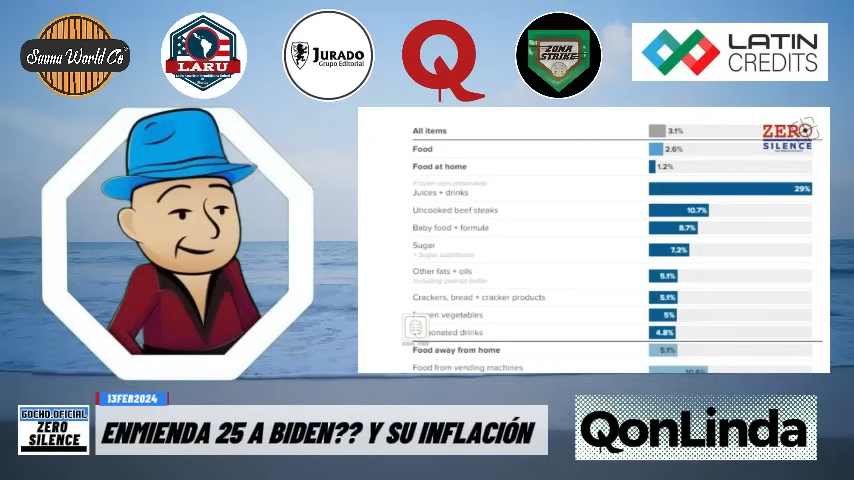 Sauna World Co
LARU
JURADO
Grupo Editorial
Q
ZONA
STRIKE
LATIN
CREDITS
ZERO
SILENCE
All items 3.1%
Food 2.6%
Food at home 1.2%
Frozen noncarbonated
Juices + drinks 29%
Uncooked beef steaks 10.7%
Baby food + formula 8.7%
Sugar 7.2%
+ Sugar substitutes
Other fats + oils 5.1%
Including peanut butter
Crackers, bread + cracker products 5.1%
vegetables 5%
drinks 4.8%
Food away from home 5.1%
Food from vending machines
13FEB2024
GOCHO.OFICIAL
ZERO
SILENCE
ENMIENDA 25 A BIDEN?? Y SU INFLACIÓN
QonLinda